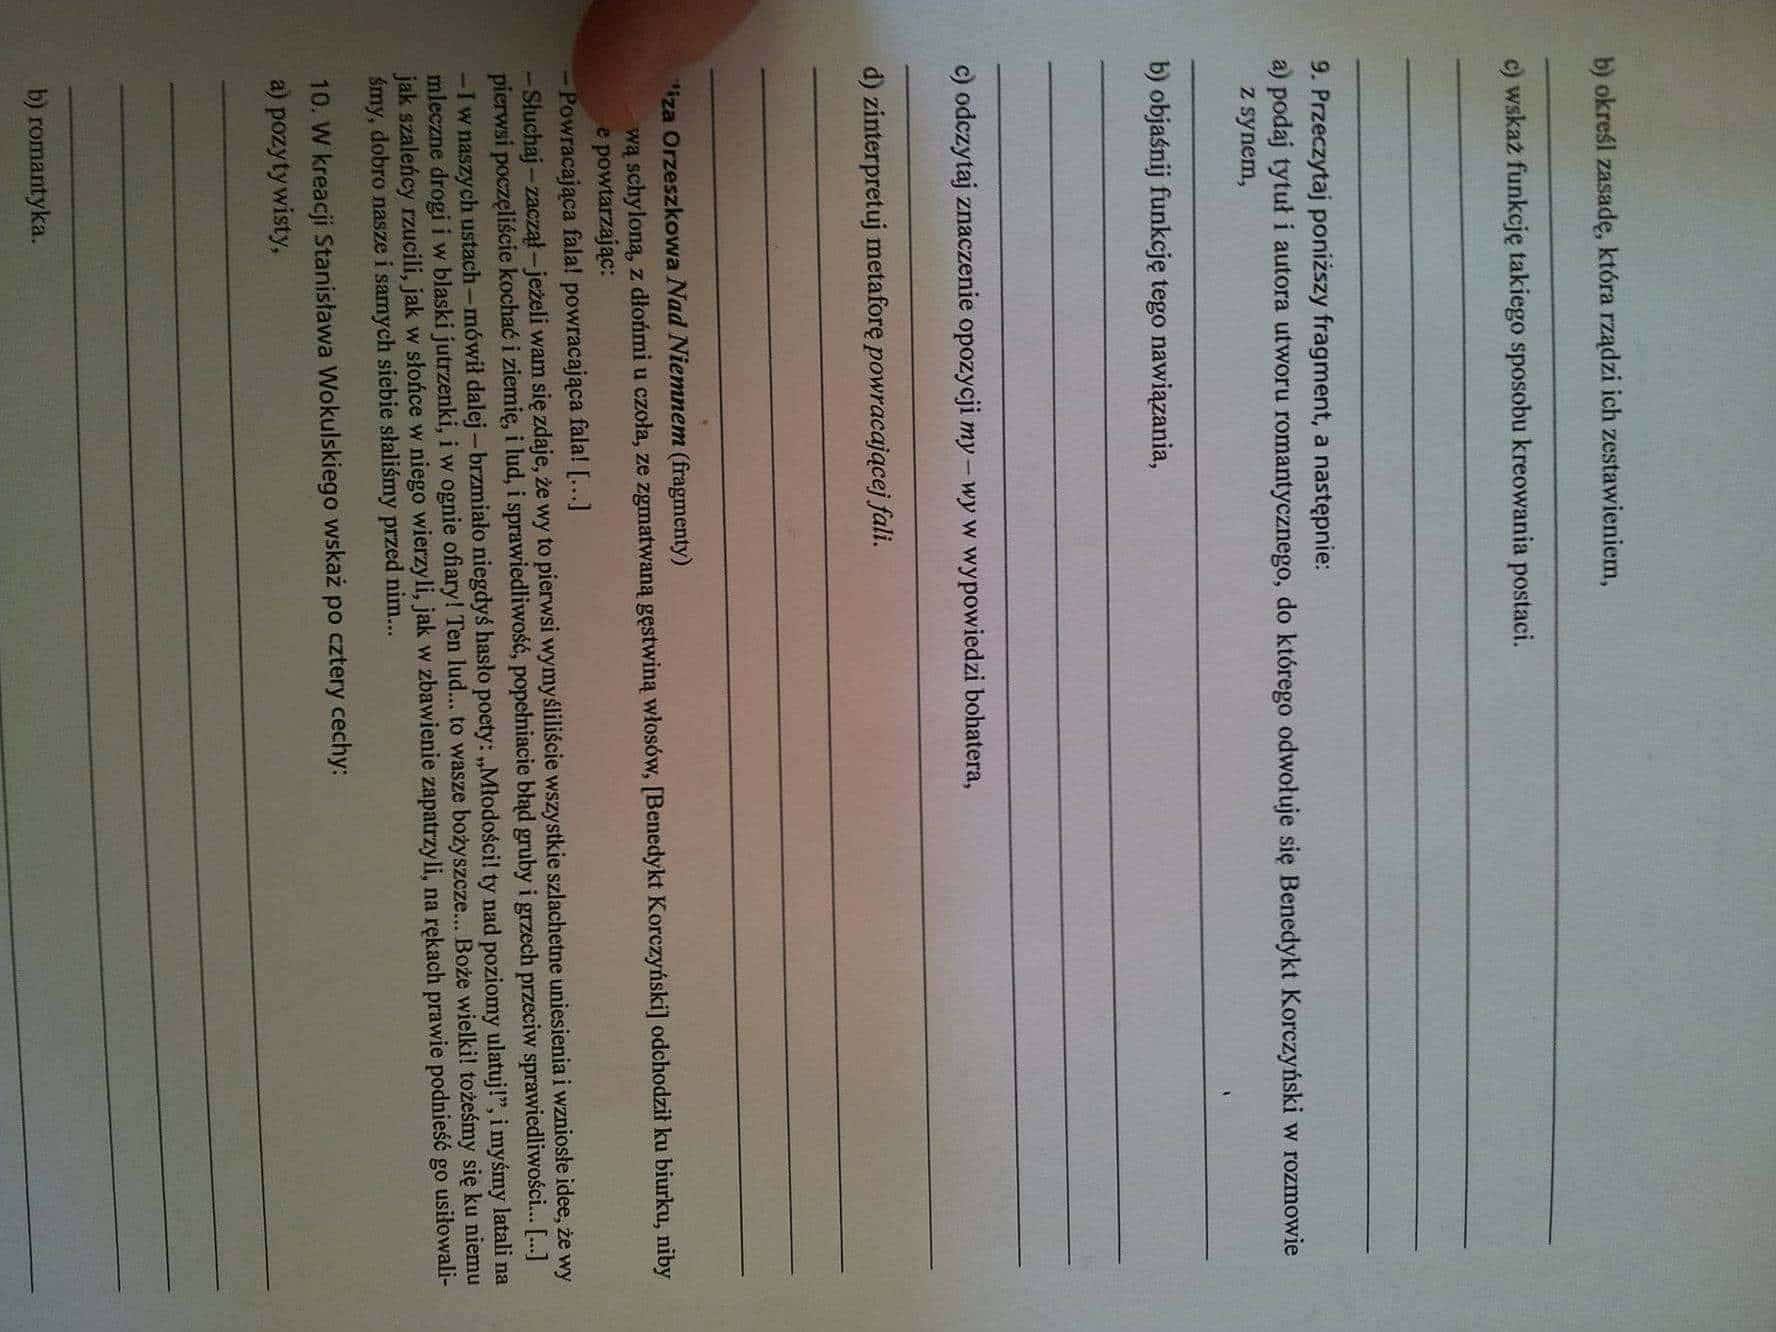 b) określ zasadę, która rządzi ich zestawieniem,
c) wskaż funkcję takiego sposobu kreowania postaci.
9. Przeczytaj poniższy fragment, a następnie:
a) podaj tytuł i autora utworu romantycznego, do którego odwołuje się Benedykt Korczyński w rozmowie
z synem,
b) objaśnij funkcję tego nawiązania,
c) odczytaj znaczenie opozycji my – wy w wypowiedzi bohatera,
d) zinterpretuj metaforę powracającej fali.
iza Orzeszkowa Nad Niemnem (fragmenty)
wą schyloną, z dłońmi u czoła, ze zgmatwaną gęstwiną włosów, [Benedykt Korczyński] odchodził ku biurku, niby
e powtarzając:
– Powracająca fala! powracająca fala! [...]
– Słuchaj – zaczął – jeżeli wam się zdaje, że wy to pierwsi wymyśliliście wszystkie szlachetne uniesienia i wzniosłe idee, że wy
pierwsi poczęliście kochać i ziemię, i lud, i sprawiedliwość, popełniacie błąd gruby i grzech przeciw sprawiedliwości... [...]
– I w naszych ustach – mówił dalej – brzmiało niegdyś hasło poety: „Młodości! ty nad poziomy ulatuj!”, i myśmy latali na
mleczne drogi i w blaski jutrzenki, i w ognie ofiary! Ten lud... to wasze bożyszcze... Boże wielki! tożeśmy się ku niemu
jak szaleńcy rzucili, jak w słońce w niego wierzyli, jak w zbawienie zapatrzyli, na rękach prawie podnieść go usiłowali-
śmy, dobro nasze i samych siebie słaliśmy przed nim...
10. W kreacji Stanisława Wokulskiego wskaż po cztery cechy:
a) pozytywisty,
b) romantyka.